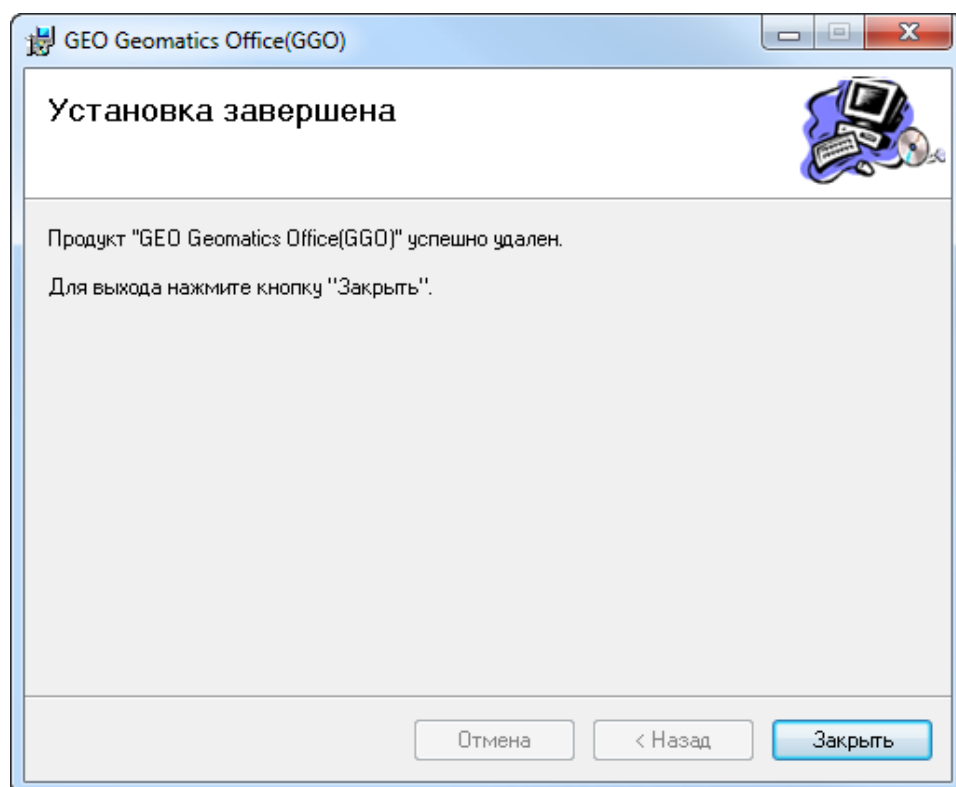 GEO Geomatics Office(GGO)
Установка завершена
Продукт "GEO Geomatics Office(GGO)" успешно удален.
Для выхода нажмите кнопку "Закрыть".
Отмена
< Назад
Закрыть